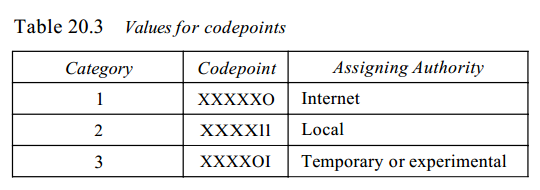 Table 20.3 Values for codepoints
Category Codepoint Assigning Authority
1 XXXXXO Internet
2 XXXX11 Local
3 XXXXOI Temporary or experimental